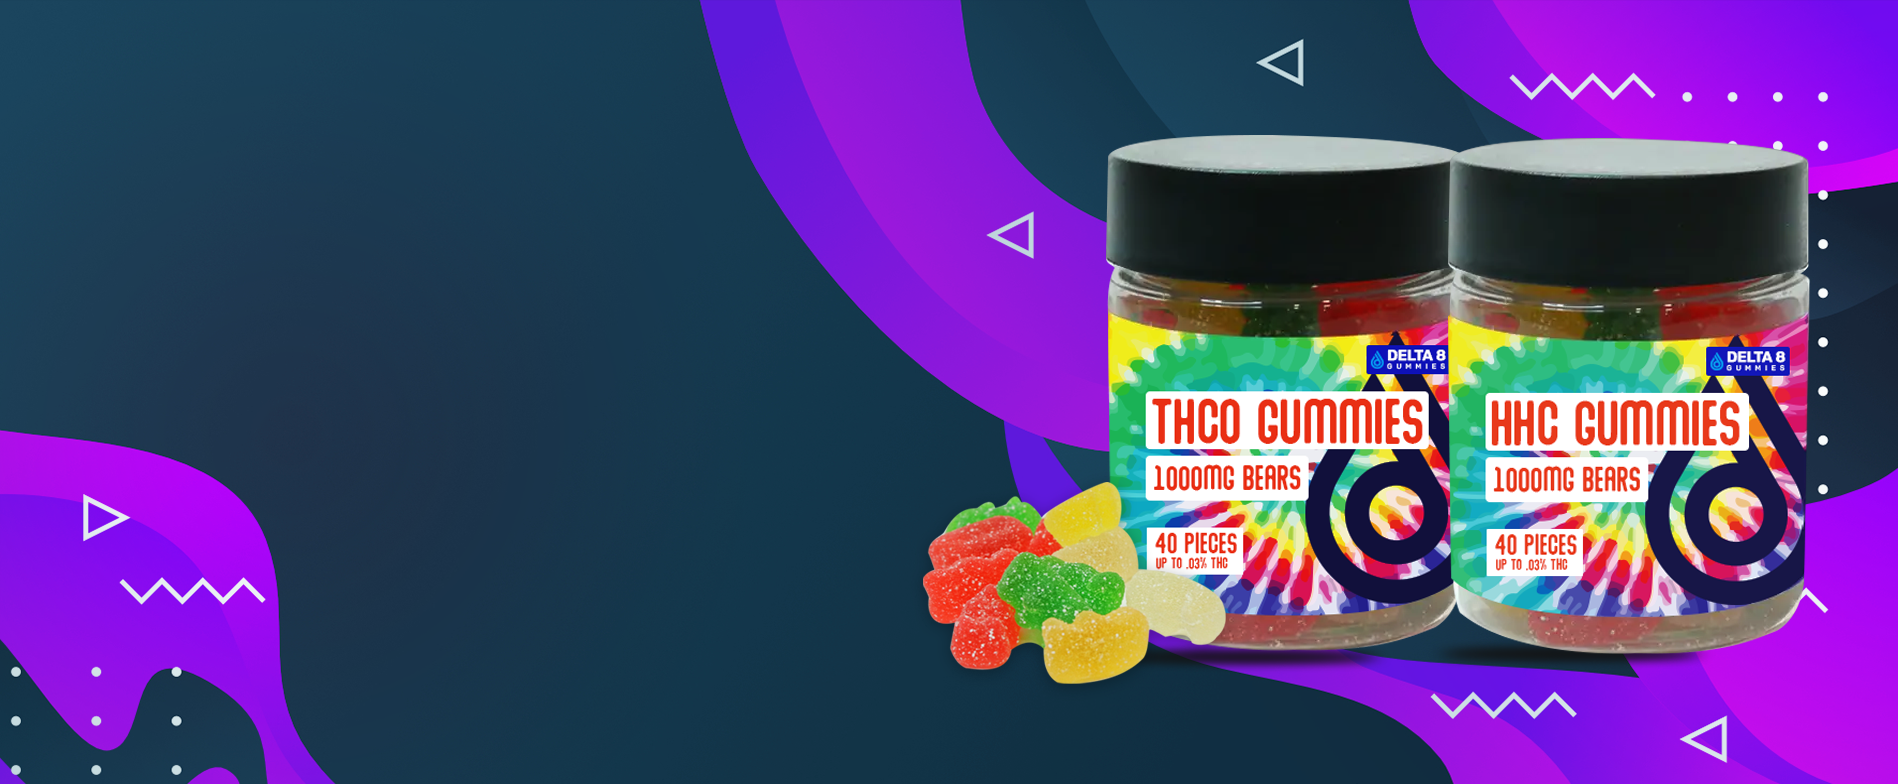 DELTA 8
GUMMIES
THCO GUMMIES
1000MG BEARS
40 PIECES
UP TO .03% THC
DELTA 8
GUMMIES
HHC GUMMIES
1000MG BEARS
40 PIECES
UP TO .03% THC